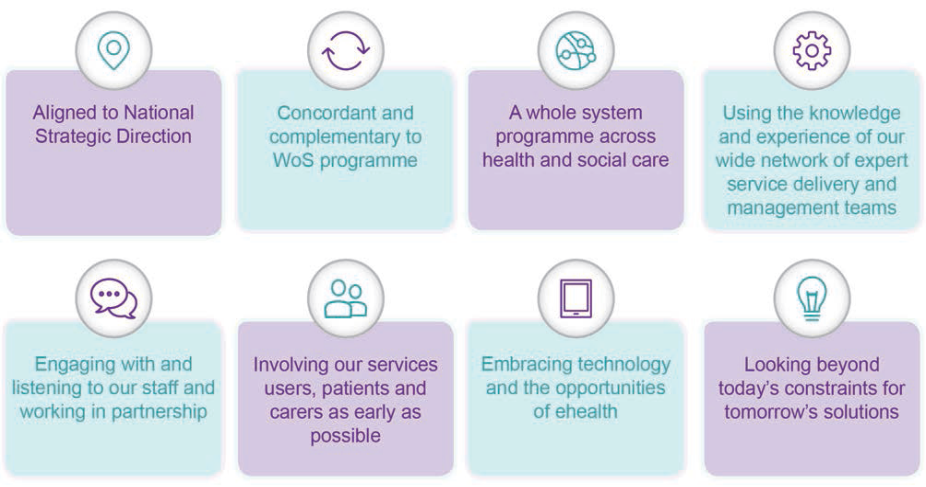 Aligned to National
Strategic Direction
Concordant and
complementary to
WoS programme
A whole system
programme across
health and social care
Using the knowledge
and experience of our
wide network of expert
service delivery and
management teams
Engaging with and
listening to our staff and
working in partnership
Involving our services
users, patients and
carers as early as
possible
Embracing technology
and the opportunities
of ehealth
Looking beyond
today's constraints for
tomorrow's solutions